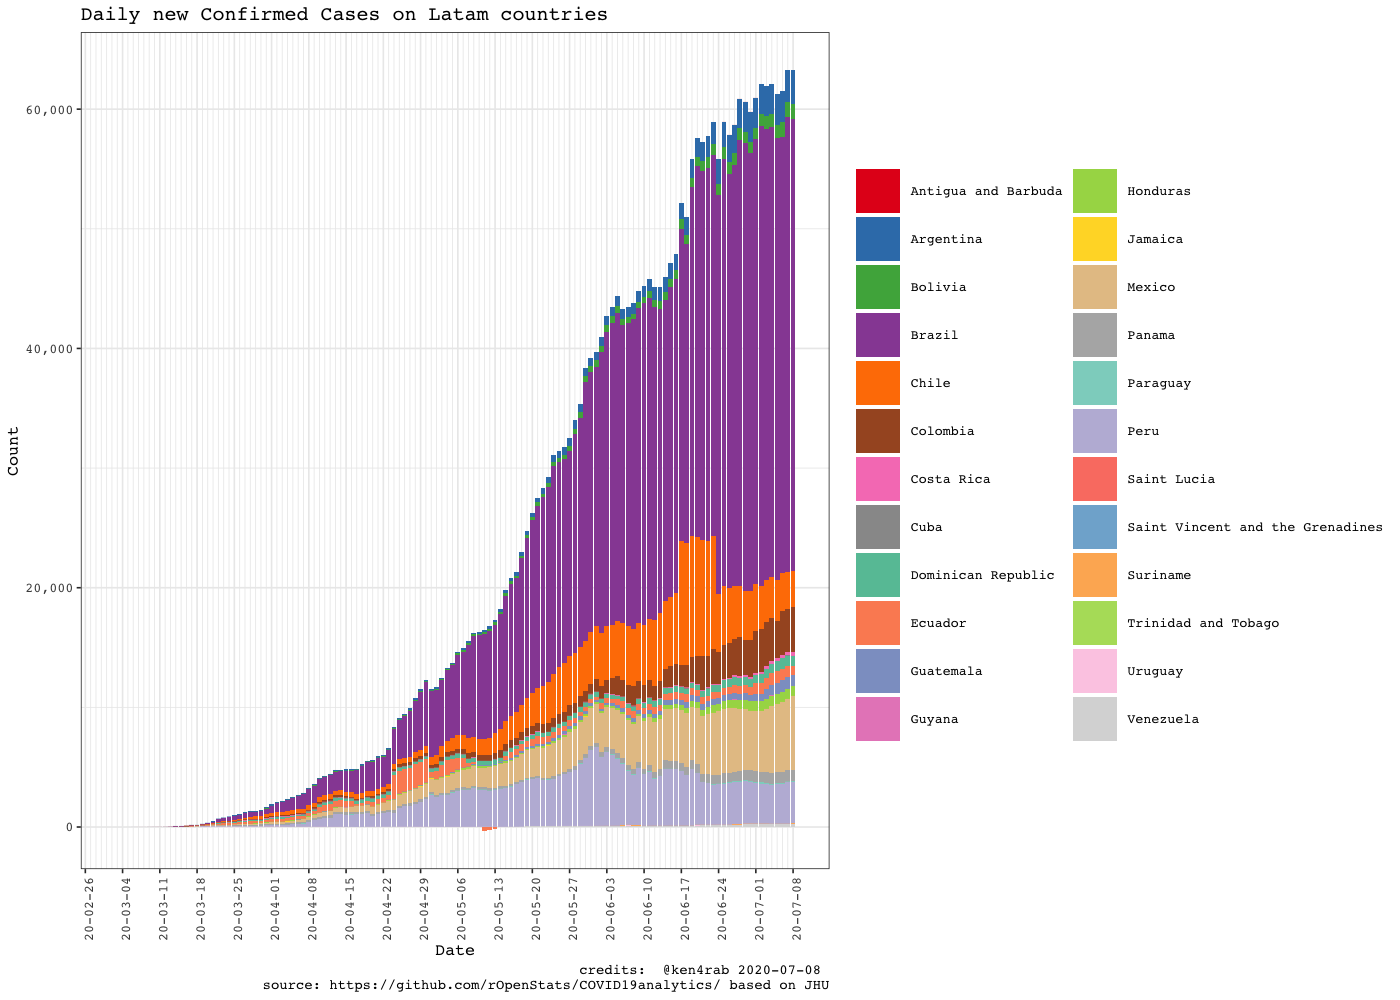 Daily new Confirmed Cases on Latam countries
Count
60,000
40,000
20,000
0
20-02-26
20-03-04
20-03-11
20-03-18
20-03-25
20-04-01
20-04-08
20-04-15
20-04-22
20-04-29
20-05-06
20-05-13
20-05-20
20-05-27
20-06-03
20-06-10
20-06-17
20-06-24
20-07-01
20-07-08
Date
Antigua and Barbuda
Argentina
Bolivia
Brazil
Chile
Colombia
Costa Rica
Cuba
Dominican Republic
Ecuador
Guatemala
Guyana
Honduras
Jamaica
Mexico
Panama
Paraguay
Peru
Saint Lucia
Saint Vincent and the Grenadines
Suriname
Trinidad and Tobago
Uruguay
Venezuela
credits:  @ken4rab 2020-07-08
source: https://github.com/rOpenStats/COVID19analytics/ based on JHU